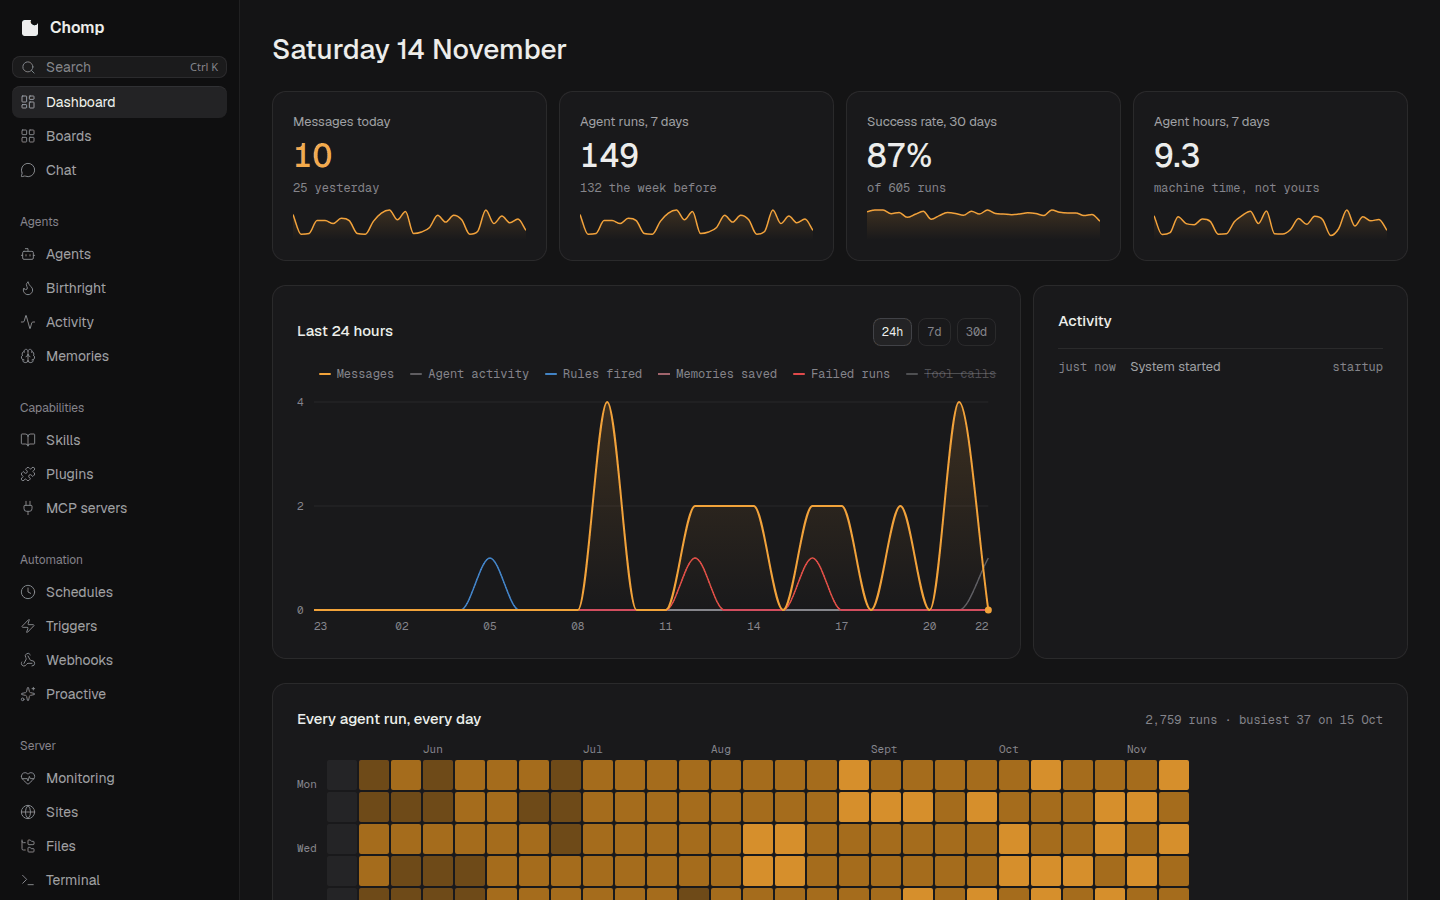 Chomp
Search Ctrl K
Dashboard
Boards
Chat
Agents
Agents
Birthright
Activity
Memories
Capabilities
Skills
Plugins
MCP servers
Automation
Schedules
Triggers
Webhooks
Proactive
Server
Monitoring
Sites
Files
Terminal
Saturday 14 November
Messages today
10
25 yesterday
Agent runs, 7 days
149
132 the week before
Success rate, 30 days
87%
of 605 runs
Agent hours, 7 days
9.3
machine time, not yours
Last 24 hours
24h 7d 30d
Messages Agent activity Rules fired Memories saved Failed runs Tool calls
4
2
0
23 02 05 08 11 14 17 20 22
Activity
just now System started startup
Every agent run, every day
2,759 runs · busiest 37 on 15 Oct
Jun Jul Aug Sept Oct Nov
Mon
Wed